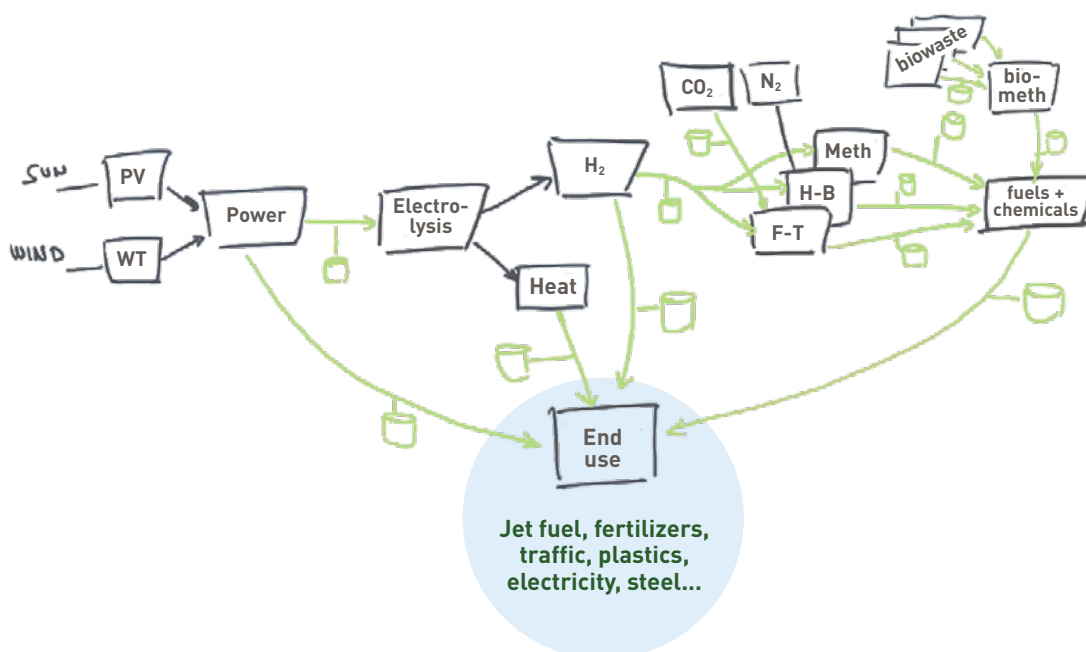 biowaste
CO₂
N₂
bio-
meth
SUN
PV
H₂
Meth
Power
Electro-
lysis
H-B
fuels +
chemicals
F-T
WIND
WT
Heat
End
use
Jet fuel, fertilizers,
traffic, plastics,
electricity, steel...